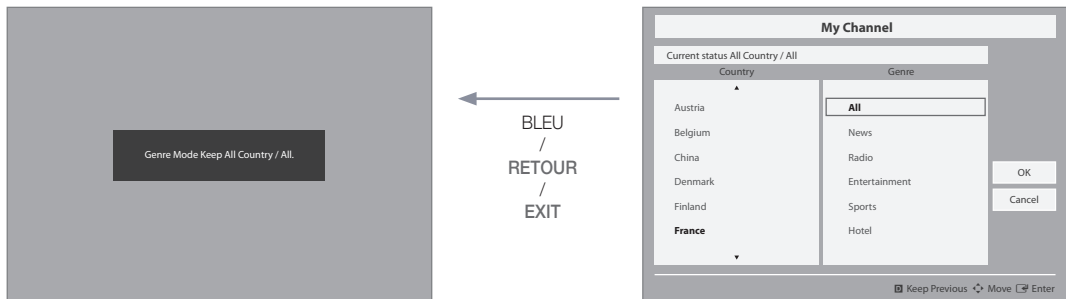 Genre Mode Keep All Country / All.
BLEU
/
RETOUR
/
EXIT
My Channel
Current status All Country / All
Country
Genre
Austria
Belgium
China
Denmark
Finland
France
All
News
Radio
Entertainment
Sports
Hotel
OK
Cancel
D Keep Previous Move Enter